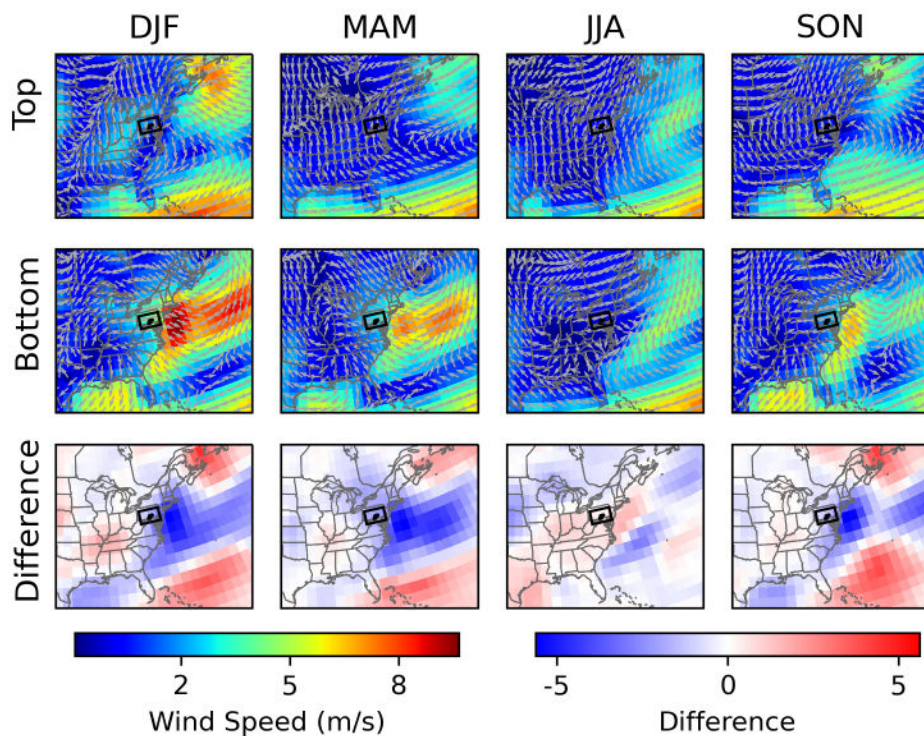 DJF MAM JJA SON
Top
Bottom
Difference
2 5 8
Wind Speed (m/s)
-5 0 5
Difference